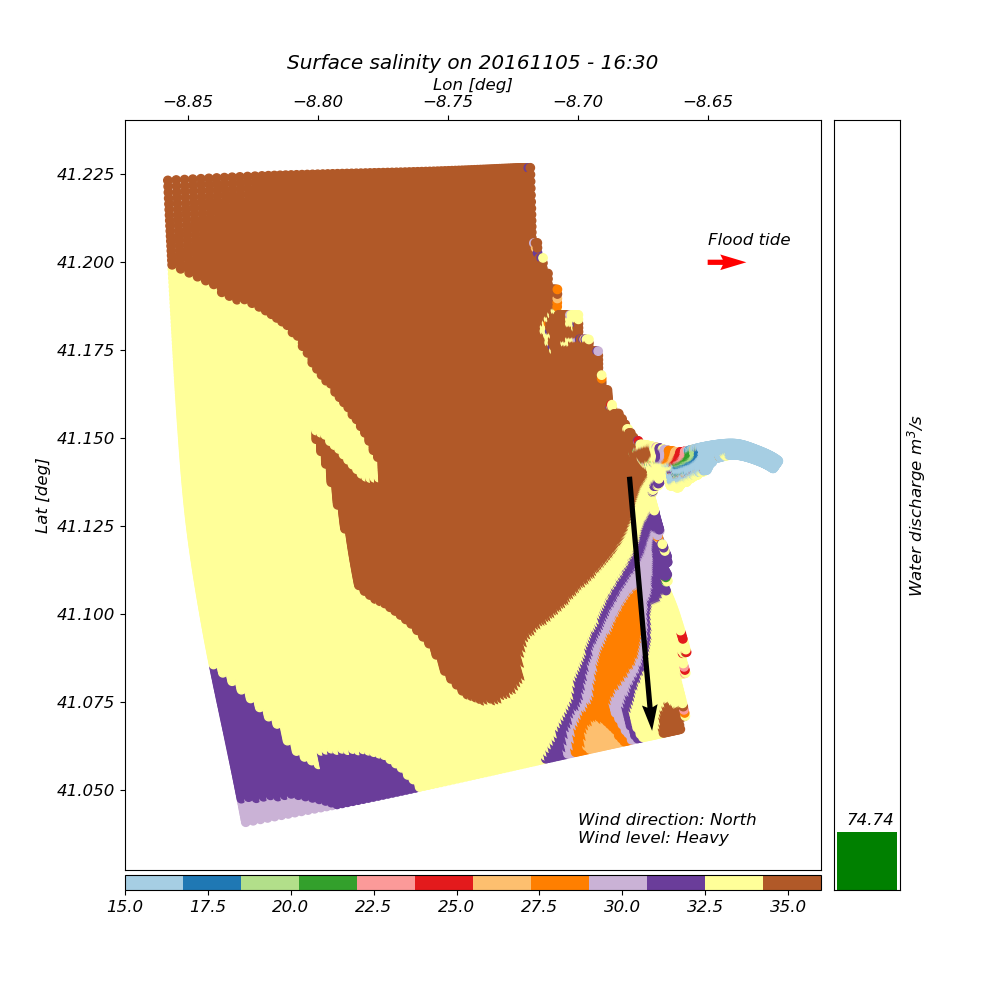 Surface salinity on 20161105 - 16:30
Lon [deg]
−8.85 −8.80 −8.75 −8.70 −8.65
41.225
41.200
41.175
41.150
41.125
41.100
41.075
41.050
Lat [deg]
Flood tide
Wind direction: North
Wind level: Heavy
74.74
Water discharge m³/s
15.0 17.5 20.0 22.5 25.0 27.5 30.0 32.5 35.0